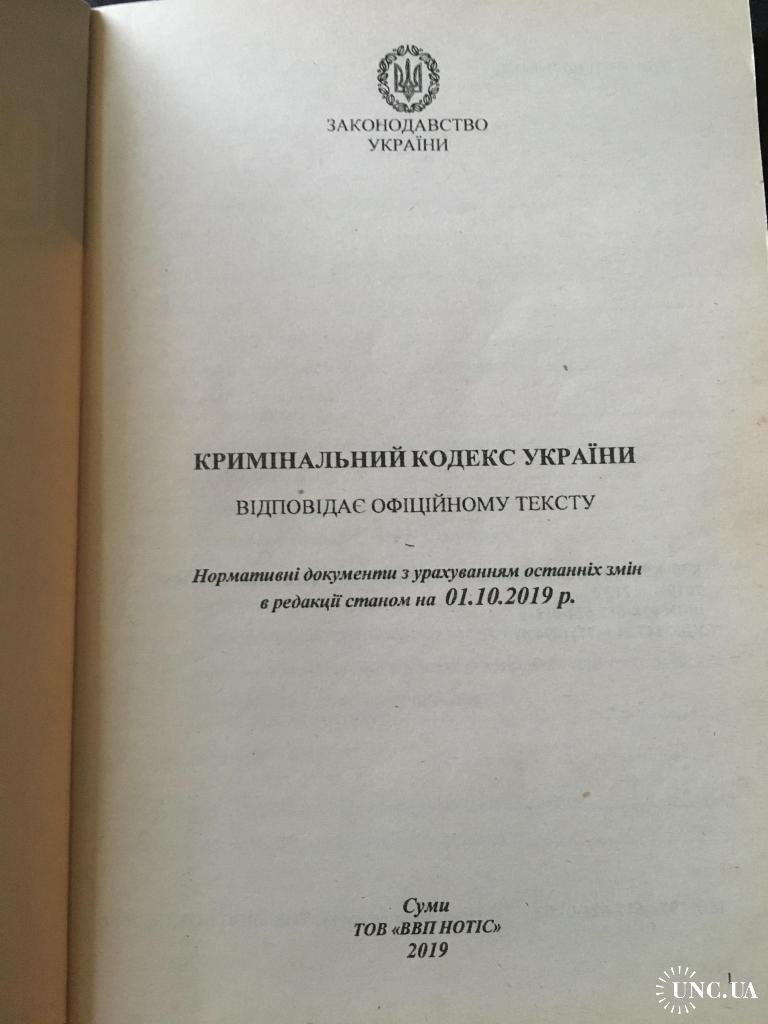 ЗАКОНОДАВСТВО
УКРАЇНИ
КРИМІНАЛЬНИЙ КОДЕКС УКРАЇНИ
ВІДПОВІДАЄ ОФІЦІЙНОМУ ТЕКСТУ
Нормативні документи з урахуванням останніх змін
в редакції станом на 01.10.2019 р.
Суми
ТОВ «ВВП НОТІС»
2019
1
UNC.UA